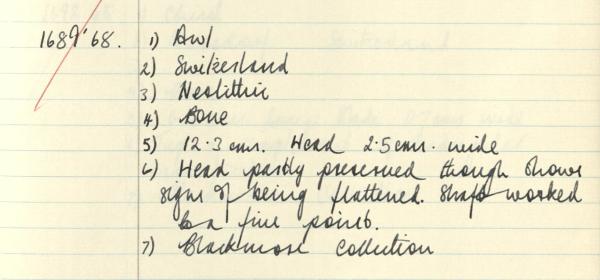 1689'68. 1) Awl
2) Switzerland
3) Neolithic
4) Bone
5) 12.3 cms. Head 2.5 cms. wide
6) Head partly preserved though shows
signs of being flattened. Shaft worked
to a fine point.
7) Blackmore Collection